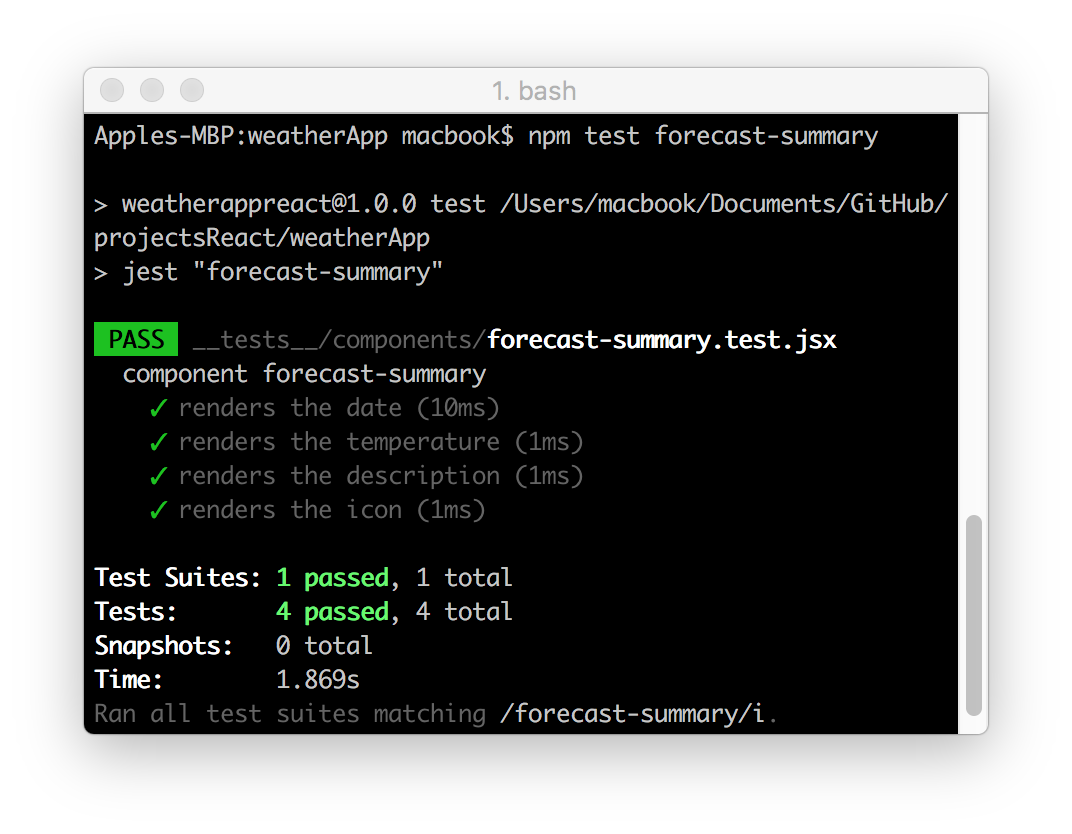 1. bash
Apples-MBP:weatherApp macbook$ npm test forecast-summary
> weatherappreact@1.0.0 test /Users/macbook/Documents/GitHub/
projectsReact/weatherApp
> jest "forecast-summary"
PASS __tests__/components/forecast-summary.test.jsx
component forecast-summary
✓ renders the date (10ms)
✓ renders the temperature (1ms)
✓ renders the description (1ms)
✓ renders the icon (1ms)
Test Suites: 1 passed, 1 total
Tests: 4 passed, 4 total
Snapshots: 0 total
Time: 1.869s
Ran all test suites matching /forecast-summary/i.